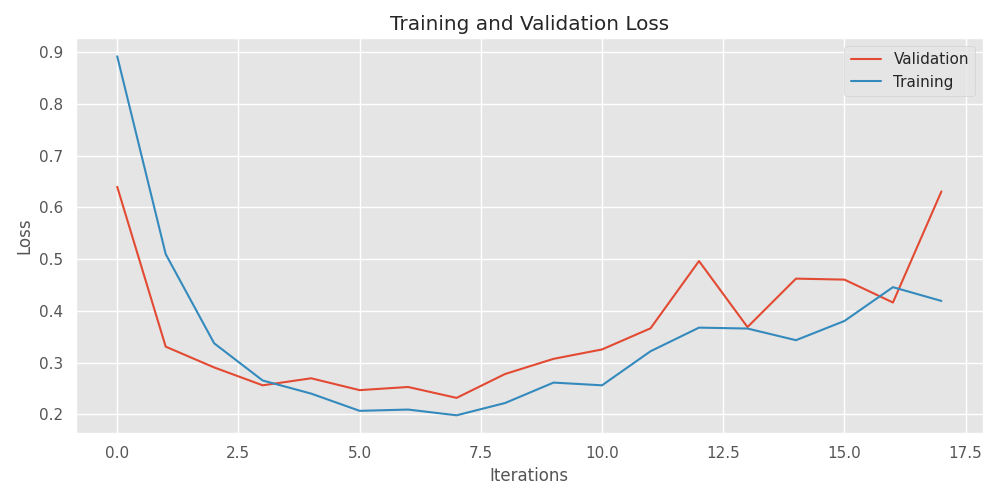 Training and Validation Loss
Validation
Training
Loss
0.9
0.8
0.7
0.6
0.5
0.4
0.3
0.2
0.0 2.5 5.0 7.5 10.0 12.5 15.0 17.5
Iterations